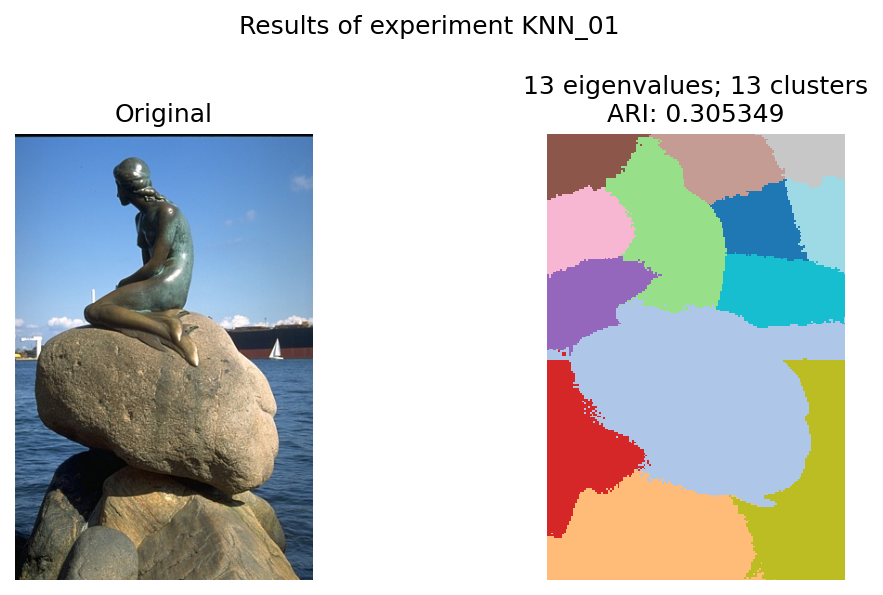 Results of experiment KNN_01
Original
13 eigenvalues; 13 clusters
ARI: 0.305349